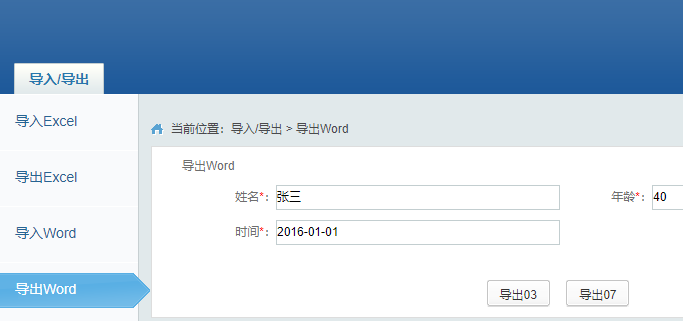 导入/导出
导入Excel
导出Excel
导入Word
导出Word
当前位置：导入/导出 > 导出Word
导出Word
姓名*： 张三 年龄*： 40
时间*： 2016-01-01
导出03 导出07